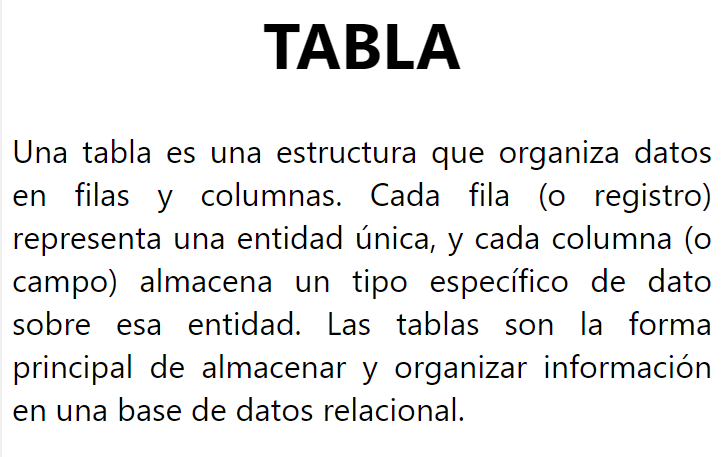 TABLA
Una tabla es una estructura que organiza datos
en filas y columnas. Cada fila (o registro)
representa una entidad única, y cada columna (o
campo) almacena un tipo específico de dato
sobre esa entidad. Las tablas son la forma
principal de almacenar y organizar información
en una base de datos relacional.